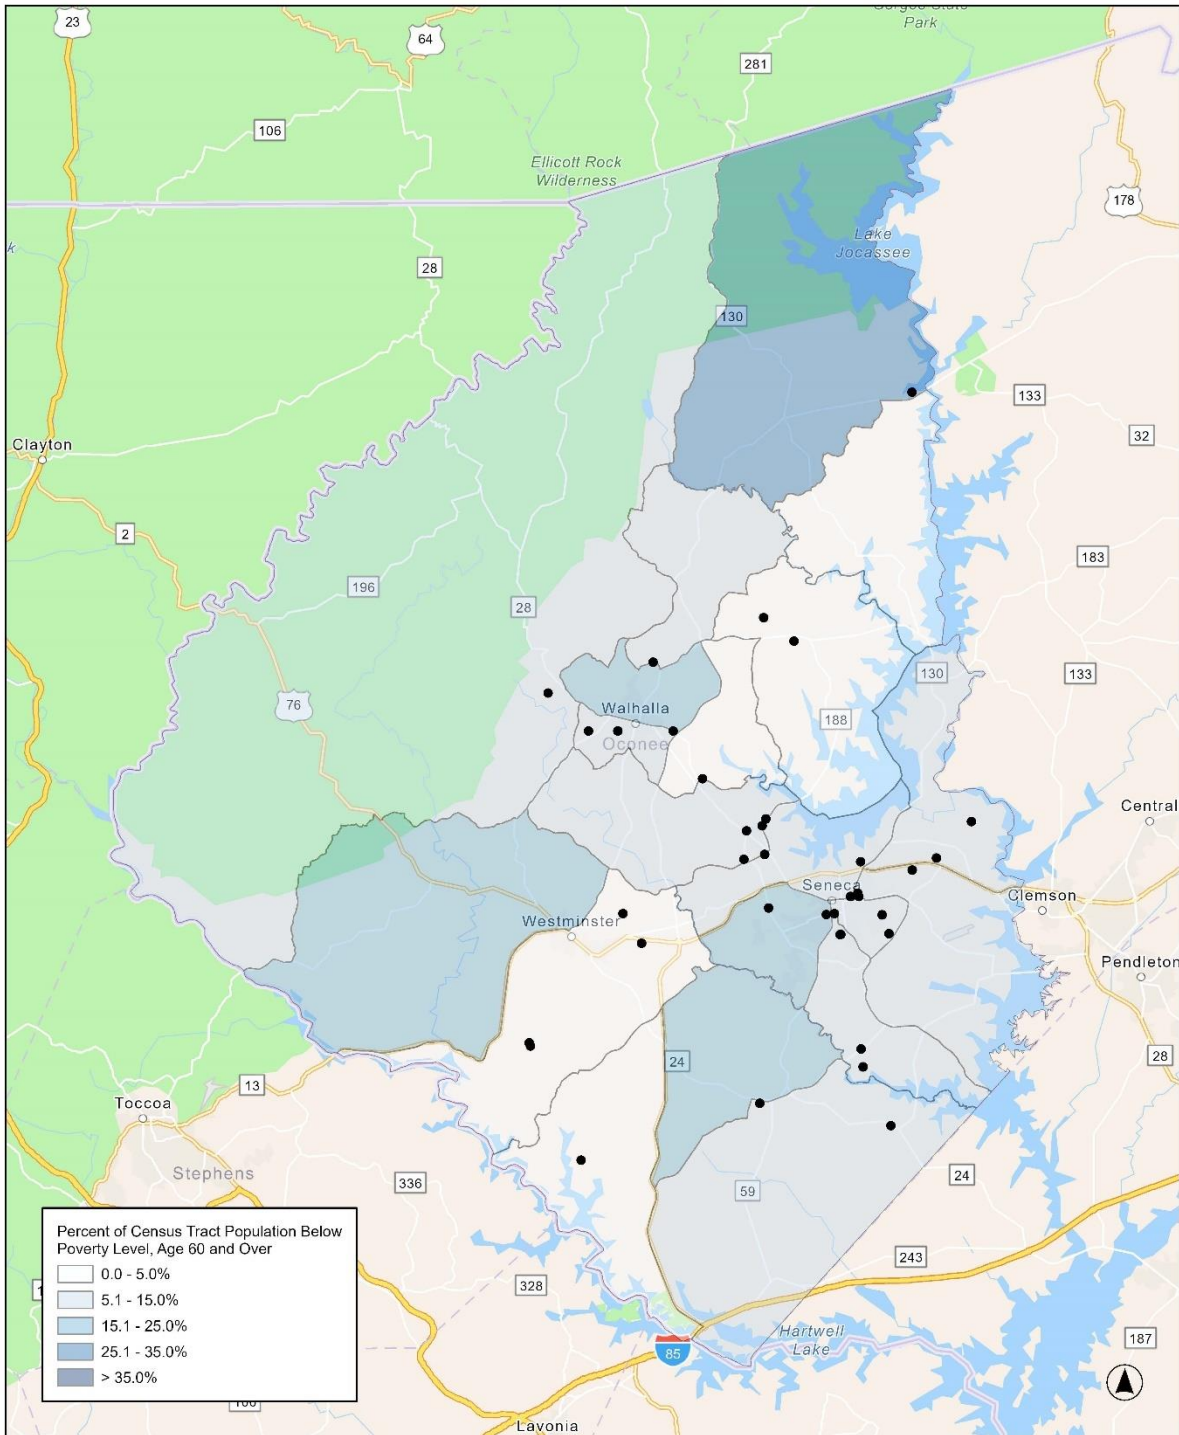 23
64
Park
281
106
Ellicott Rock
Wilderness
178
28
Lake
Jocassee
130
133
Clayton
32
2
183
196
28
130
133
76
Walhalla
188
Oconee
Central
Seneca
Clemson
Westminster
Pendleton
24
28
13
Toccoa
Stephens
336
59
24
Percent of Census Tract Population Below
Poverty Level, Age 60 and Over
0.0 - 5.0%
5.1 - 15.0%
15.1 - 25.0%
25.1 - 35.0%
> 35.0%
243
328
Hartwell
Lake
187
85
Lavonia